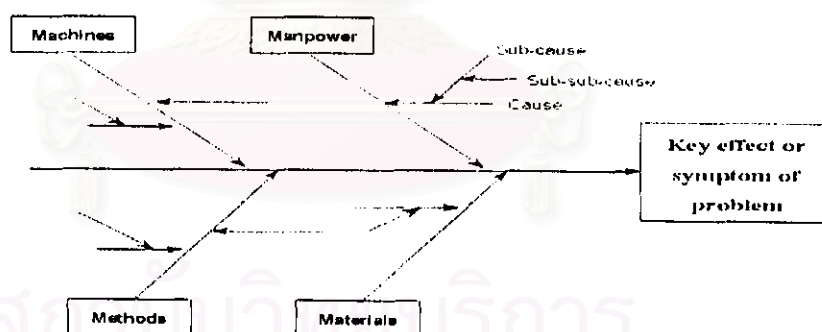 Machines
Manpower
Sub-cause
Sub-sub-cause
Cause
Key effect or
symptom of
problem
Methods
Materials